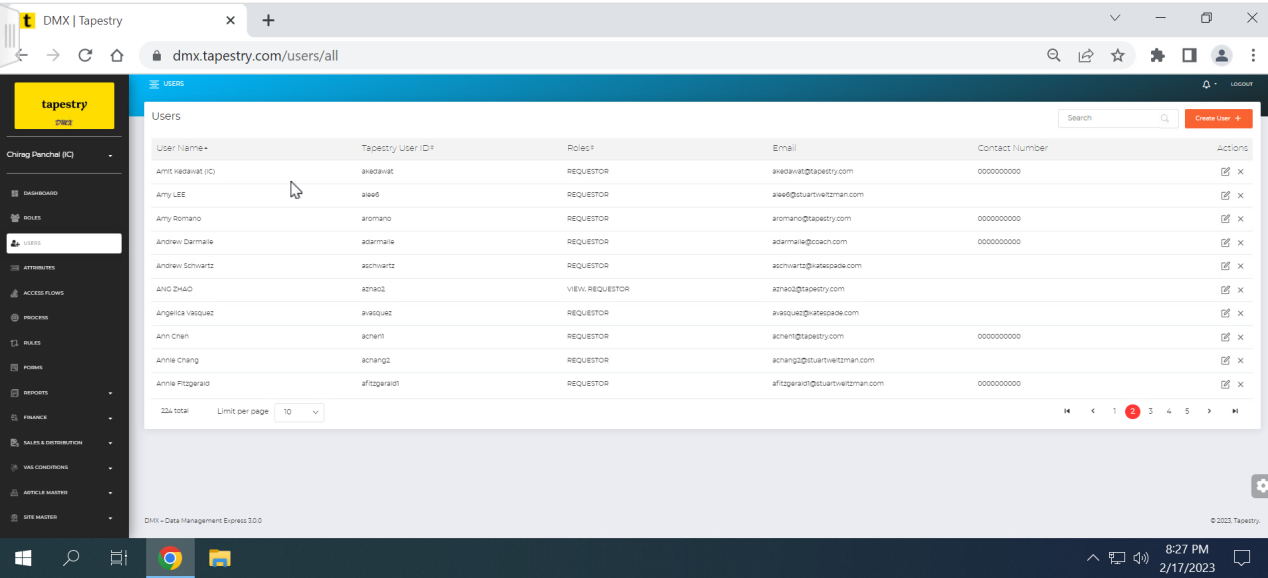 t DMX | Tapestry
dmx.tapestry.com/users/all
tapestry
DMX
Chirag Panchal (IC)
DASHBOARD
ROLES
USERS
ATTRIBUTES
ACCESS FLOWS
PROCESS
RULES
FORMS
REPORTS
FINANCE
SALES & DISTRIBUTION
VAS CONDITIONS
ARTICLE MASTER
SITE MASTER
USERS
LOGOUT
Users
Search
Create User +
User Name Tapestry User ID Roles Email Contact Number Actions
Amit Kedawat (IC) akedawat REQUESTOR akedawat@tapestry.com 0000000000
Amy LEE alee6 REQUESTOR alee6@stuartweitzman.com
Amy Romano aromano REQUESTOR aromano@tapestry.com 0000000000
Andrew Darmalie adarmalie REQUESTOR adarmalie@coach.com 0000000000
Andrew Schwartz aschwartz REQUESTOR aschwartz@katespade.com
ANG ZHAO azhao2 VIEW, REQUESTOR azhao2@tapestry.com
Angelica Vasquez avasquez REQUESTOR avasquez@katespade.com
Ann Chen achen1 REQUESTOR achen1@tapestry.com 0000000000
Annie Chang achang2 REQUESTOR achang2@stuartweitzman.com
Annie Fitzgerald afitzgerald1 REQUESTOR afitzgerald1@stuartweitzman.com 0000000000
224 total Limit per page 10 1 2 3 4 5
DMX – Data Management Express 3.0.0
© 2023, Tapestry.
8:27 PM
2/17/2023